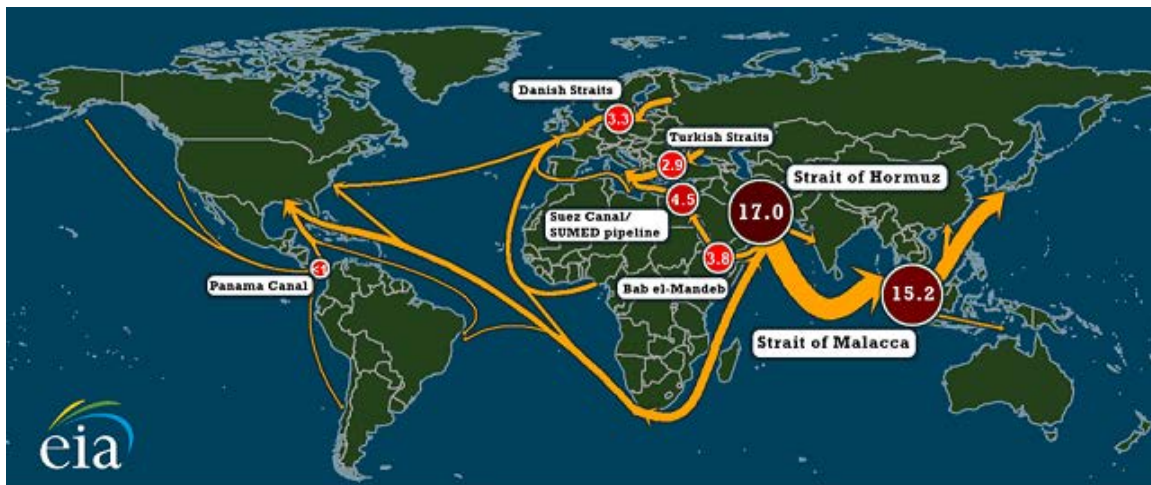 Danish Straits
3.3
Turkish Straits
2.9
Strait of Hormuz
17.0
4.5
Suez Canal/
SUMED pipeline
3.8
Bab el-Mandeb
<1
Panama Canal
15.2
Strait of Malacca
eia